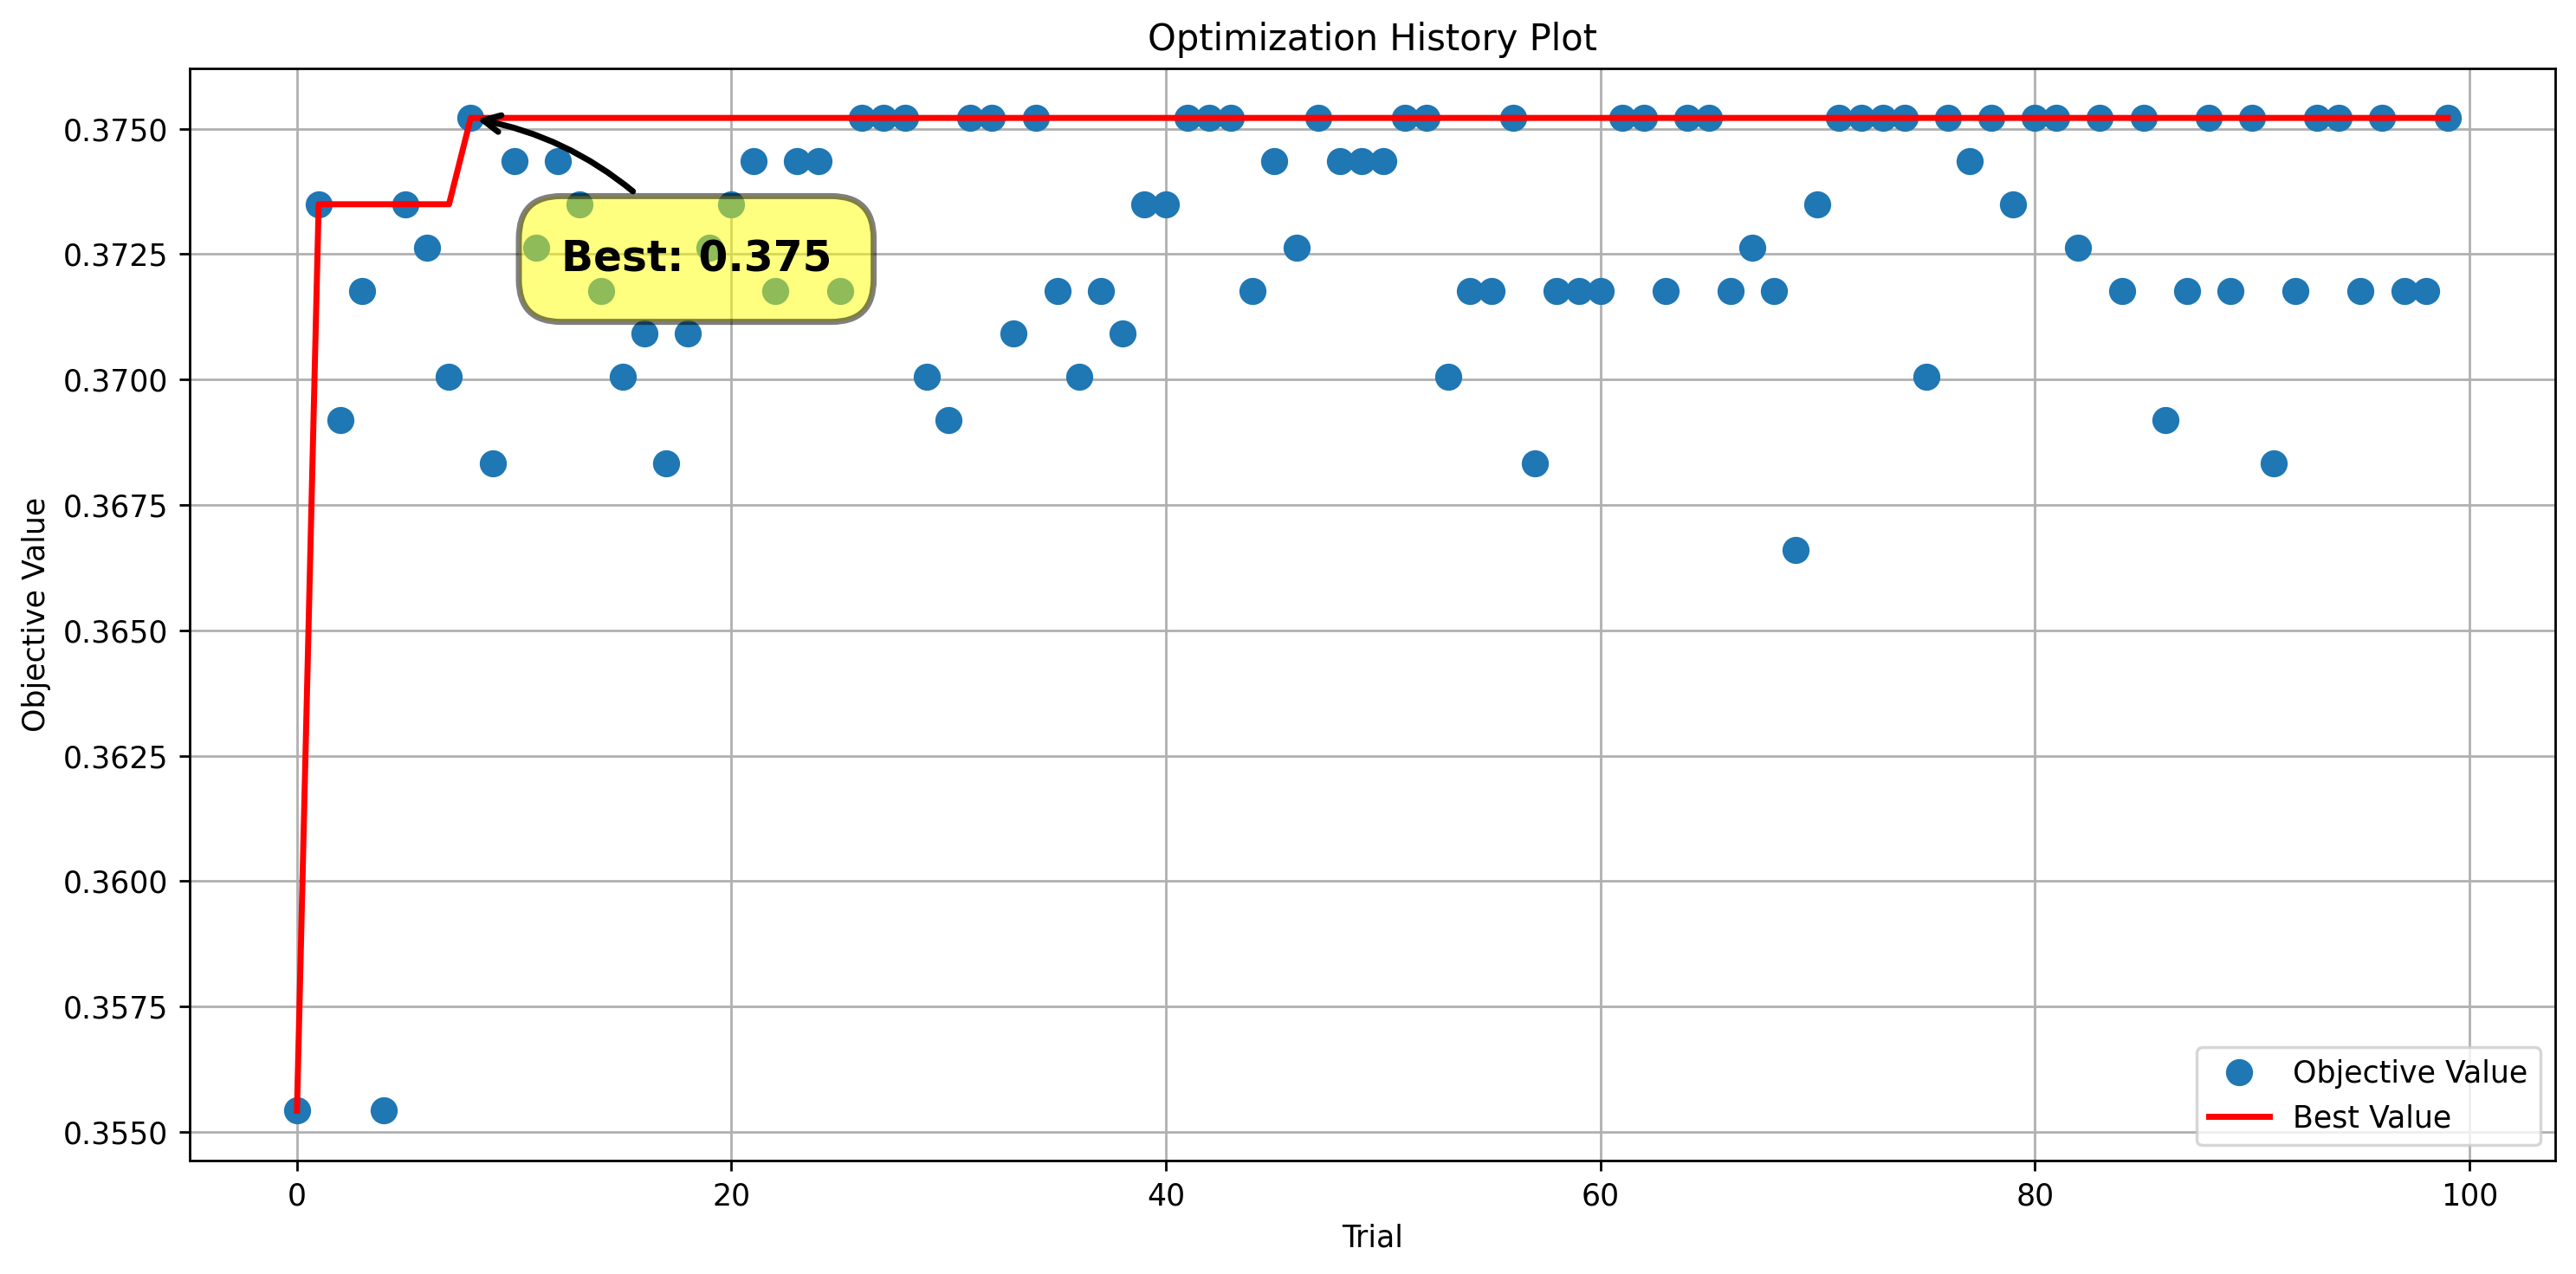 Optimization History Plot
Objective Value
0.3750
0.3725
0.3700
0.3675
0.3650
0.3625
0.3600
0.3575
0.3550
Best: 0.375
Objective Value
Best Value
0
20
40
60
80
100
Trial